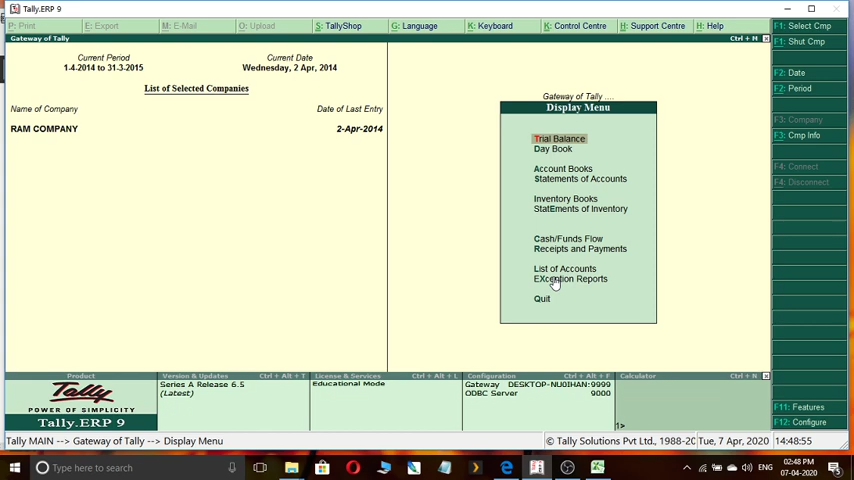 Tally.ERP 9
P: Print
E: Export
M: E-Mail
O: Upload
S: TallyShop
G: Language
K: Keyboard
K: Control Centre
H: Support Centre
H: Help
F1: Select Cmp
Gateway of Tally
Ctrl + M
F1: Shut Cmp
Current Period
1-4-2014 to 31-3-2015
Current Date
Wednesday, 2 Apr, 2014
List of Selected Companies
Name of Company
Date of Last Entry
RAM COMPANY
2-Apr-2014
Gateway of Tally ....
Display Menu
Trial Balance
Day Book
Account Books
Statements of Accounts
Inventory Books
StatEments of Inventory
Cash/Funds Flow
Receipts and Payments
List of Accounts
EXception Reports
Quit
F2: Date
F2: Period
F3: Company
F3: Cmp Info
F4: Connect
F4: Disconnect
F11: Features
F12: Configure
Product
Tally
POWER OF SIMPLICITY
Tally.ERP 9
Version & Updates
Ctrl + Alt + T
Series A Release 6.5
(Latest)
License & Services
Ctrl + Alt + L
Educational Mode
Configuration
Ctrl + Alt + F
Gateway DESKTOP-NU0IHAN:9999
ODBC Server 9000
Calculator
Ctrl + N
1>
Tally MAIN --> Gateway of Tally --> Display Menu
© Tally Solutions Pvt Ltd., 1988-20
Tue, 7 Apr, 2020
14:48:55
Type here to search
ENG
02:48 PM
07-04-2020